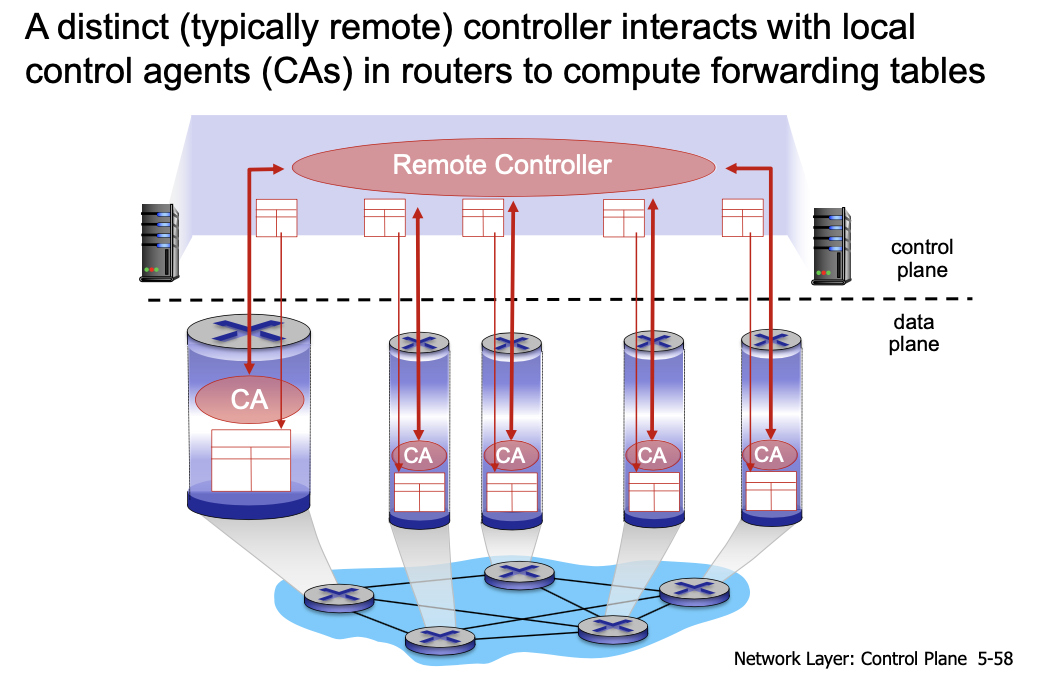 A distinct (typically remote) controller interacts with local
control agents (CAs) in routers to compute forwarding tables
Remote Controller
control
plane
data
plane
CA
CA
CA
CA
CA
Network Layer: Control Plane 5-58